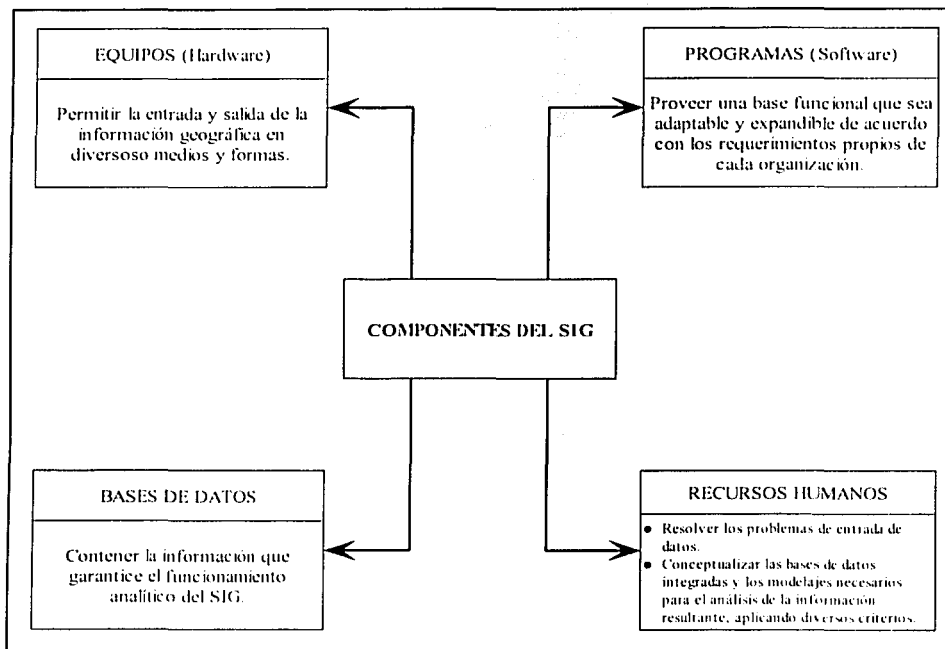 EQUIPOS (Hardware)
Permitir la entrada y salida de la
información geográfica en
diversoso medios y formas.
PROGRAMAS (Software)
Proveer una base funcional que sea
adaptable y expandible de acuerdo
con los requerimientos propios de
cada organización.
COMPONENTES DEL SIG
BASES DE DATOS
Contener la información que
garantice el funcionamiento
analítico del SIG.
RECURSOS HUMANOS
● Resolver los problemas de entrada de
datos.
● Conceptualizar las bases de datos
integradas y los modelajes necesarios
para el análisis de la información
resultante, aplicando diversos criterios.